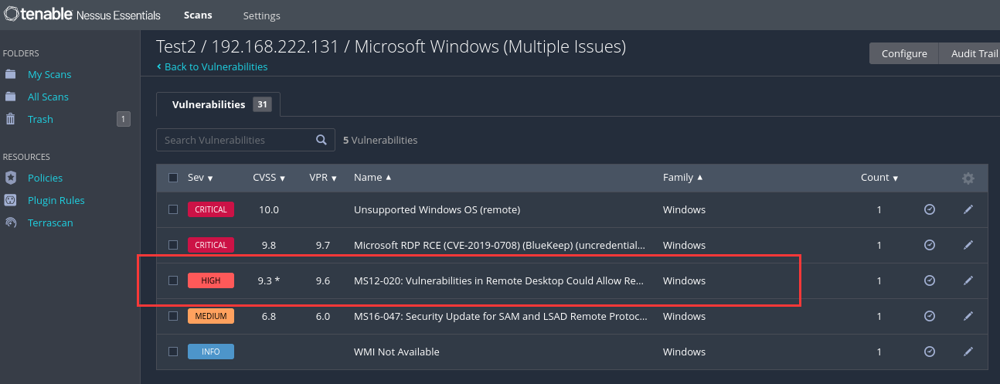 tenable Nessus Essentials Scans Settings
FOLDERS
My Scans
All Scans
Trash 1
RESOURCES
Policies
Plugin Rules
Terrascan
Test2 / 192.168.222.131 / Microsoft Windows (Multiple Issues)
Back to Vulnerabilities
Configure Audit Trail
Vulnerabilities 31
Search Vulnerabilities 5 Vulnerabilities
Sev CVSS VPR Name Family Count
CRITICAL 10.0 Unsupported Windows OS (remote) Windows 1
CRITICAL 9.8 9.7 Microsoft RDP RCE (CVE-2019-0708) (BlueKeep) (uncredential... Windows 1
HIGH 9.3 * 9.6 MS12-020: Vulnerabilities in Remote Desktop Could Allow Re... Windows 1
MEDIUM 6.8 6.0 MS16-047: Security Update for SAM and LSAD Remote Protoc... Windows 1
INFO WMI Not Available Windows 1